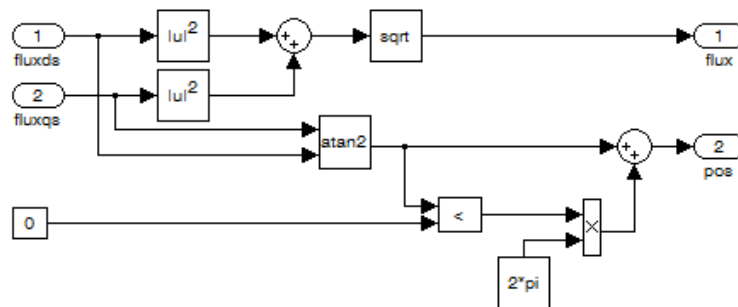 1
fluxds
|u|²
+
+
sqrt
1
flux
2
fluxqs
|u|²
atan2
+
+
2
pos
0
<
×
2*pi